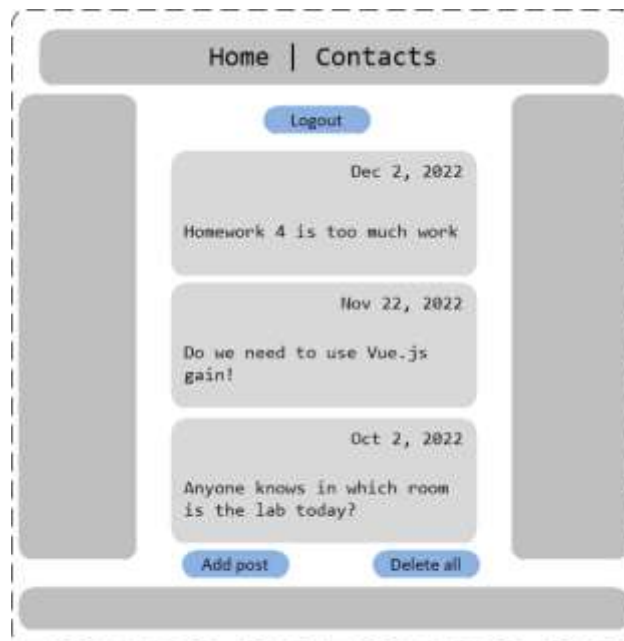 Home | Contacts
Logout
Dec 2, 2022
Homework 4 is too much work
Nov 22, 2022
Do we need to use Vue.js
gain!
Oct 2, 2022
Anyone knows in which room
is the lab today?
Add post
Delete all